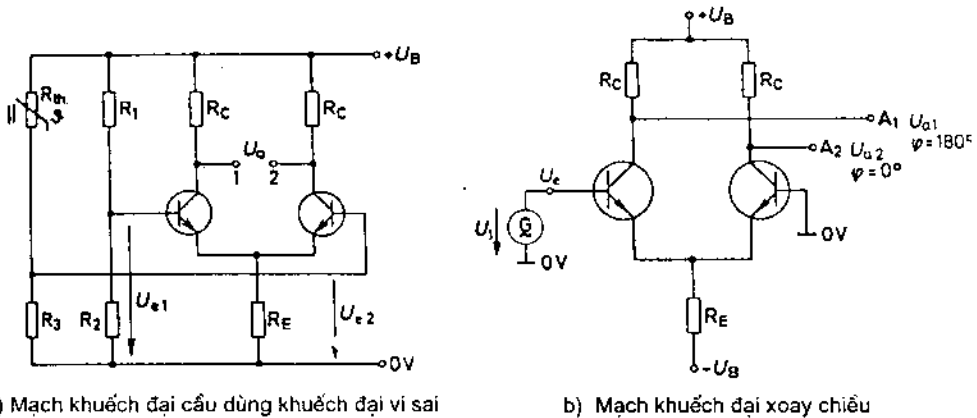 +U_B
R_th
ϑ
R_1
R_C
R_C
U_a
1
2
U_e1
U_e2
R_3
R_2
R_E
0V
) Mạch khuếch đại cầu dùng khuếch đại vi sai
+U_B
R_C
R_C
A_1 U_a1
φ=180°
A_2 U_a2
φ=0°
U_e
G
0V
0V
R_E
-U_B
b) Mạch khuếch đại xoay chiều